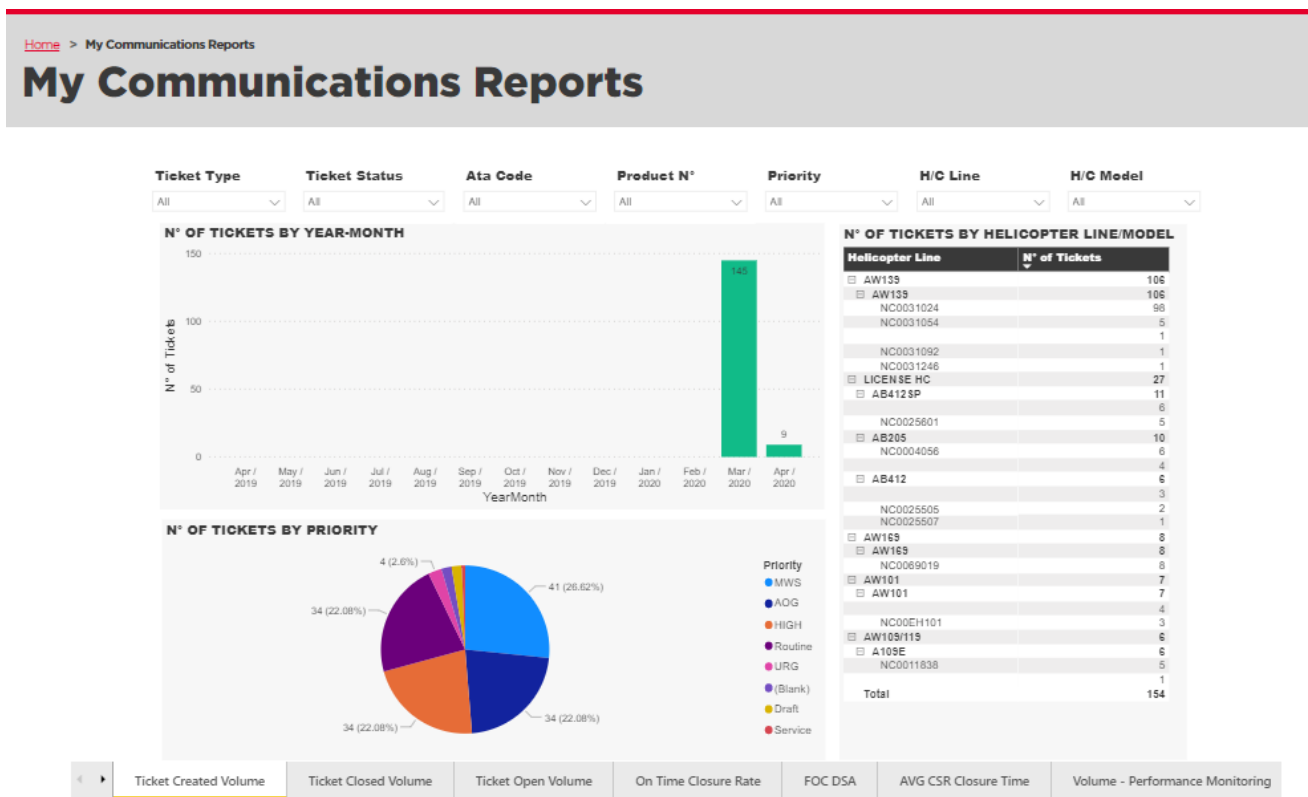 Home > My Communications Reports
My Communications Reports
Ticket Type Ticket Status Ata Code Product N° Priority H/C Line H/C Model
All All All All All All All
N° OF TICKETS BY YEAR-MONTH
150
145
100
50
9
0
N° of Tickets
Apr / 2019 May / 2019 Jun / 2019 Jul / 2019 Aug / 2019 Sep / 2019 Oct / 2019 Nov / 2019 Dec / 2019 Jan / 2020 Feb / 2020 Mar / 2020 Apr / 2020
YearMonth
N° OF TICKETS BY PRIORITY
4 (2.6%)
41 (26.62%)
34 (22.08%)
34 (22.08%)
34 (22.08%)
Priority
MWS
AOG
HIGH
Routine
URG
(Blank)
Draft
Service
N° OF TICKETS BY HELICOPTER LINE/MODEL
Helicopter Line N° of Tickets
AW139 106
AW139 106
NC0031024 98
NC0031054 5
1
NC0031092 1
NC0031246 1
LICENSE HC 27
AB412SP 11
6
NC0025601 5
AB205 10
NC0004056 6
4
AB412 6
3
NC0025505 2
NC0025507 1
AW169 8
AW169 8
NC0069019 8
AW101 7
AW101 7
4
NC00EH101 3
AW109/119 6
A109E 6
NC0011838 5
1
Total 154
Ticket Created Volume Ticket Closed Volume Ticket Open Volume On Time Closure Rate FOC DSA AVG CSR Closure Time Volume - Performance Monitoring